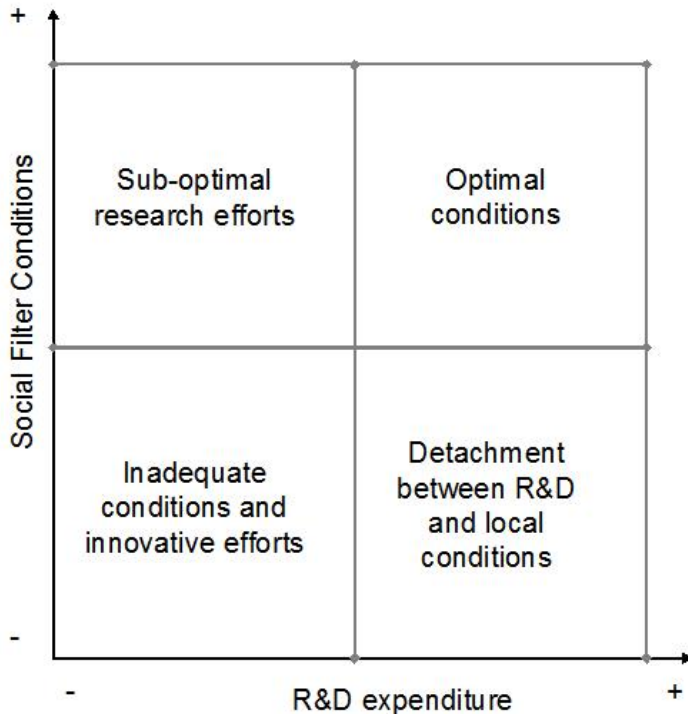 +
Social Filter Conditions
Sub-optimal
research efforts
Optimal
conditions
Inadequate
conditions and
innovative efforts
Detachment
between R&D
and local
conditions
-
-
R&D expenditure
+